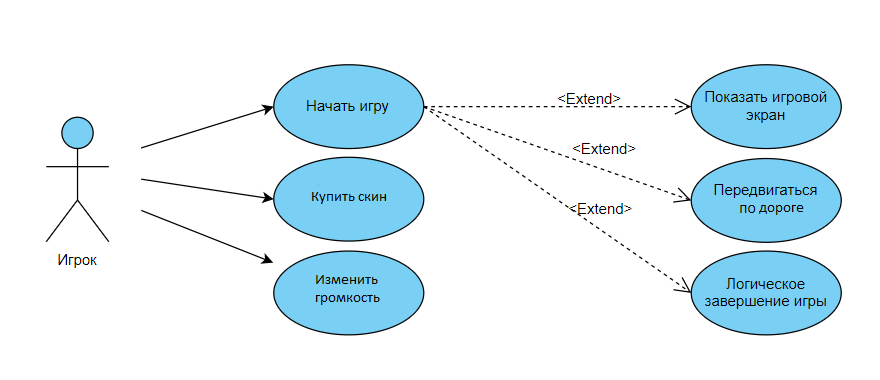 Начать игру
<Extend>
Показать игровой
экран
<Extend>
Купить скин
Передвигаться
по дороге
<Extend>
Игрок
Изменить
громкость
Логическое
завершение игры